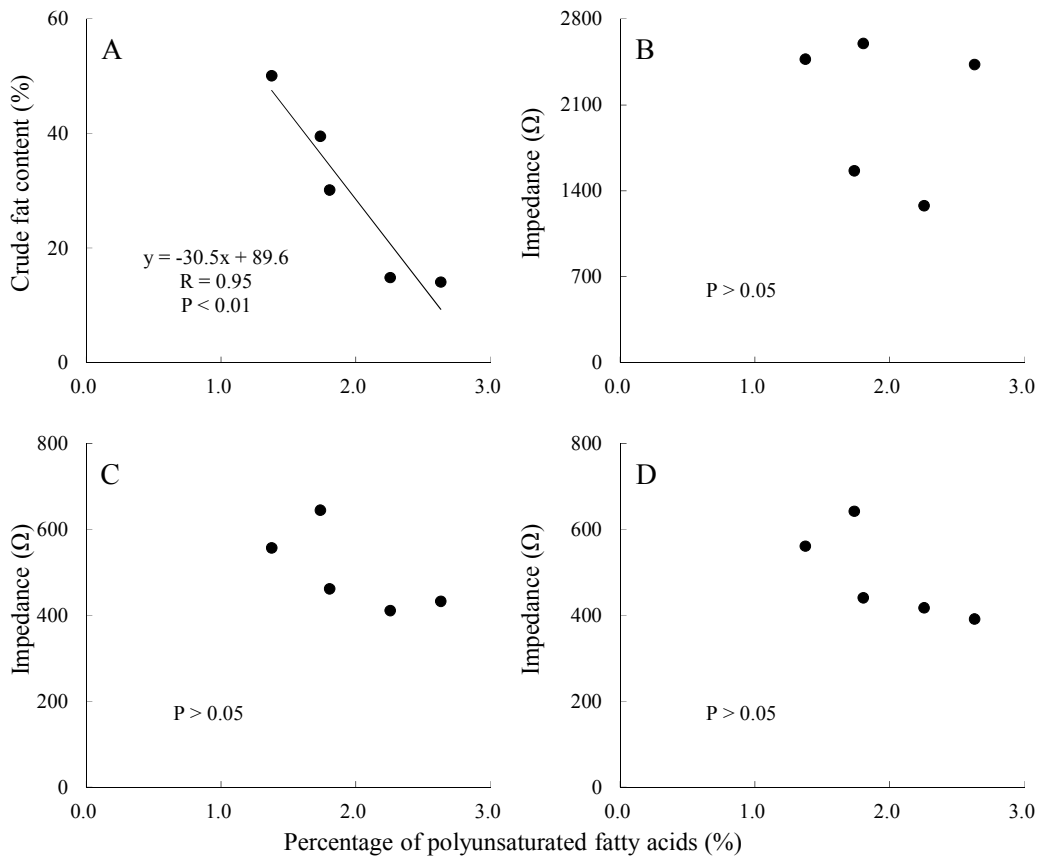 A
Crude fat content (%)
60
40
20
0
y = -30.5x + 89.6
R = 0.95
P < 0.01
0.0 1.0 2.0 3.0
B
Impedance (Ω)
2800
2100
1400
700
0
P > 0.05
0.0 1.0 2.0 3.0
C
Impedance (Ω)
800
600
400
200
0
P > 0.05
0.0 1.0 2.0 3.0
D
Impedance (Ω)
800
600
400
200
0
P > 0.05
0.0 1.0 2.0 3.0
Percentage of polyunsaturated fatty acids (%)